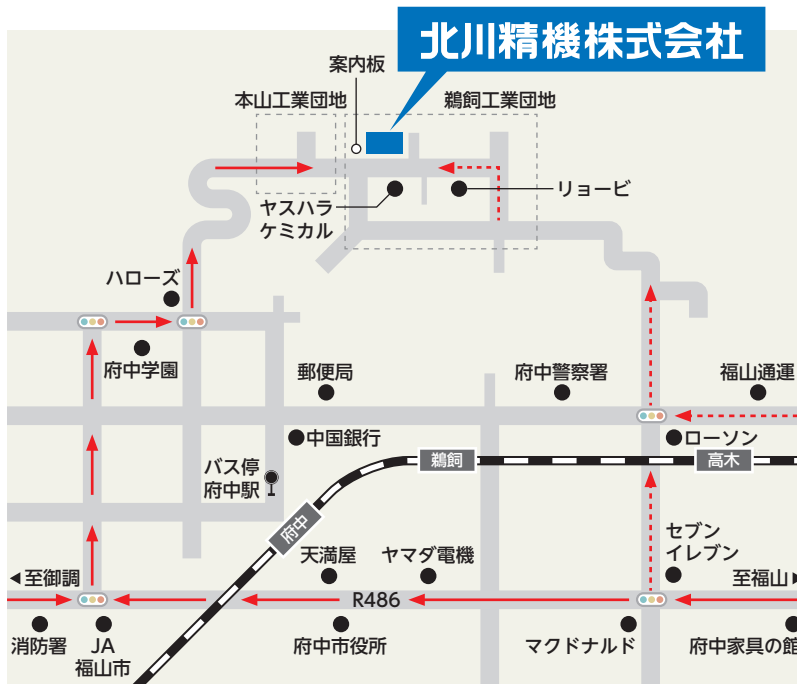 北川精機株式会社
案内板
本山工業団地
鵜飼工業団地
ヤスハラ
ケミカル
リョービ
ハローズ
府中学園
郵便局
府中警察署
福山通運
中国銀行
ローソン
バス停
府中駅
鵜飼
高木
府中
天満屋
ヤマダ電機
セブン
イレブン
至御調
至福山
R486
消防署
JA
福山市
府中市役所
マクドナルド
府中家具の館